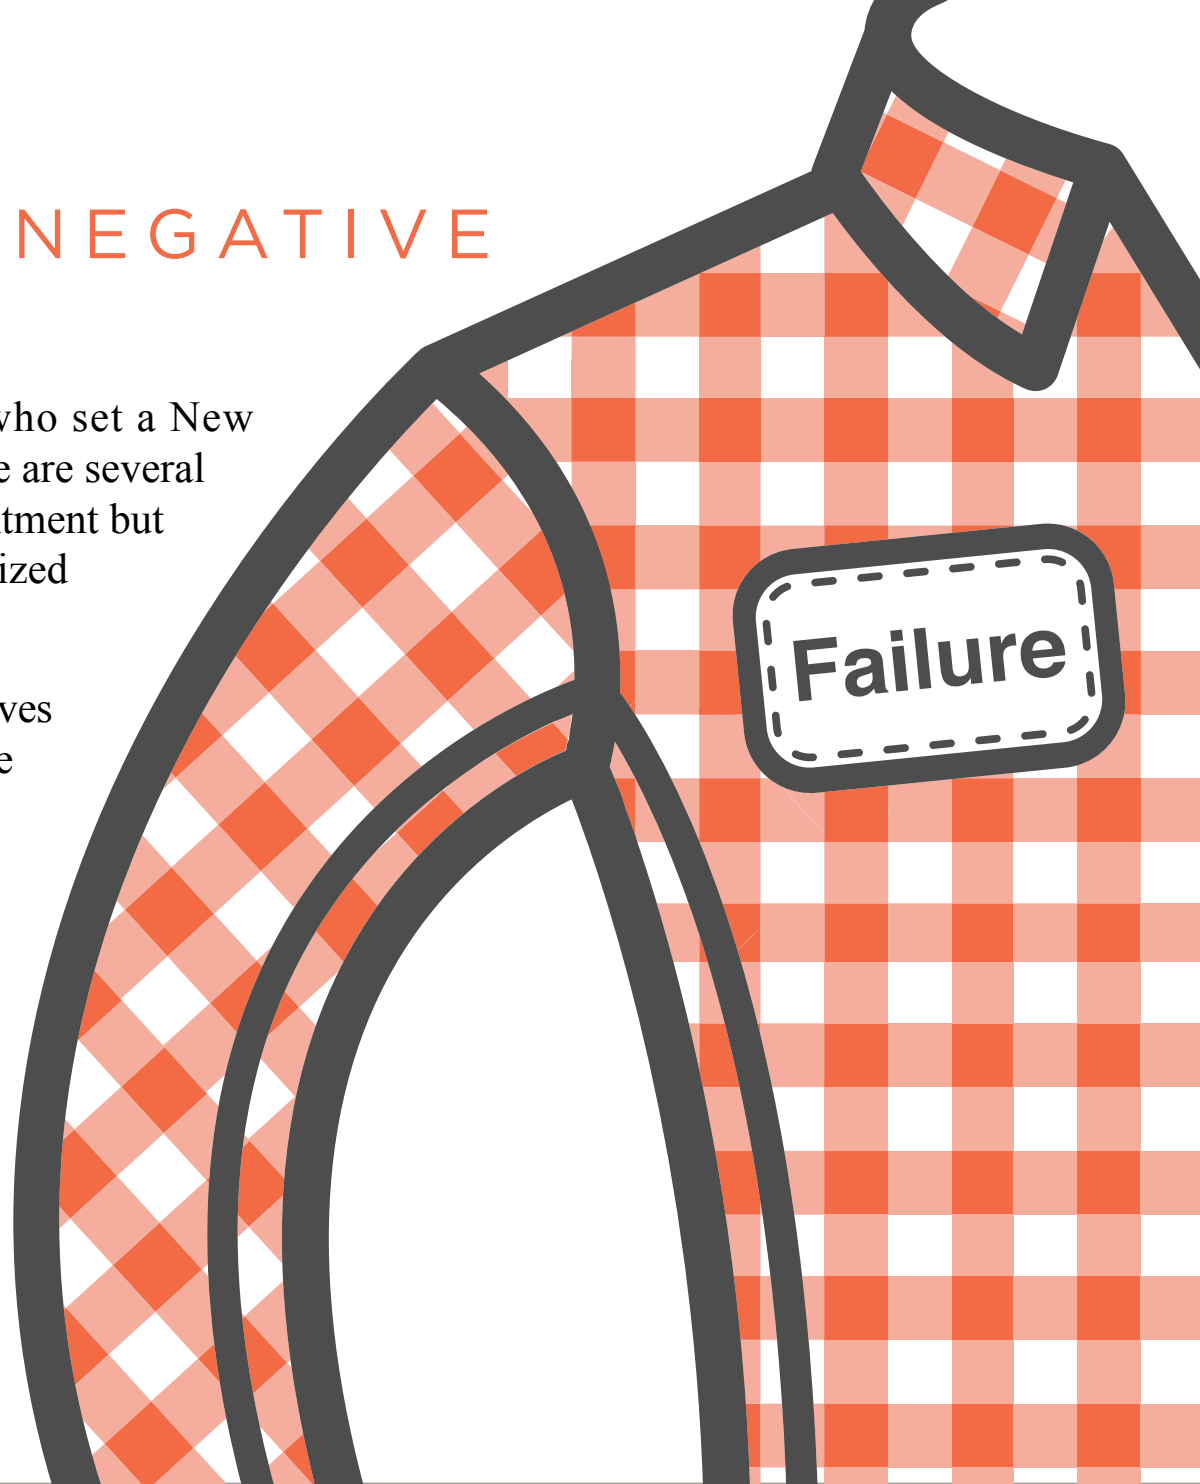 NEGATIVE
who set a New
e are several
tment but
ized
ves
e
Failure